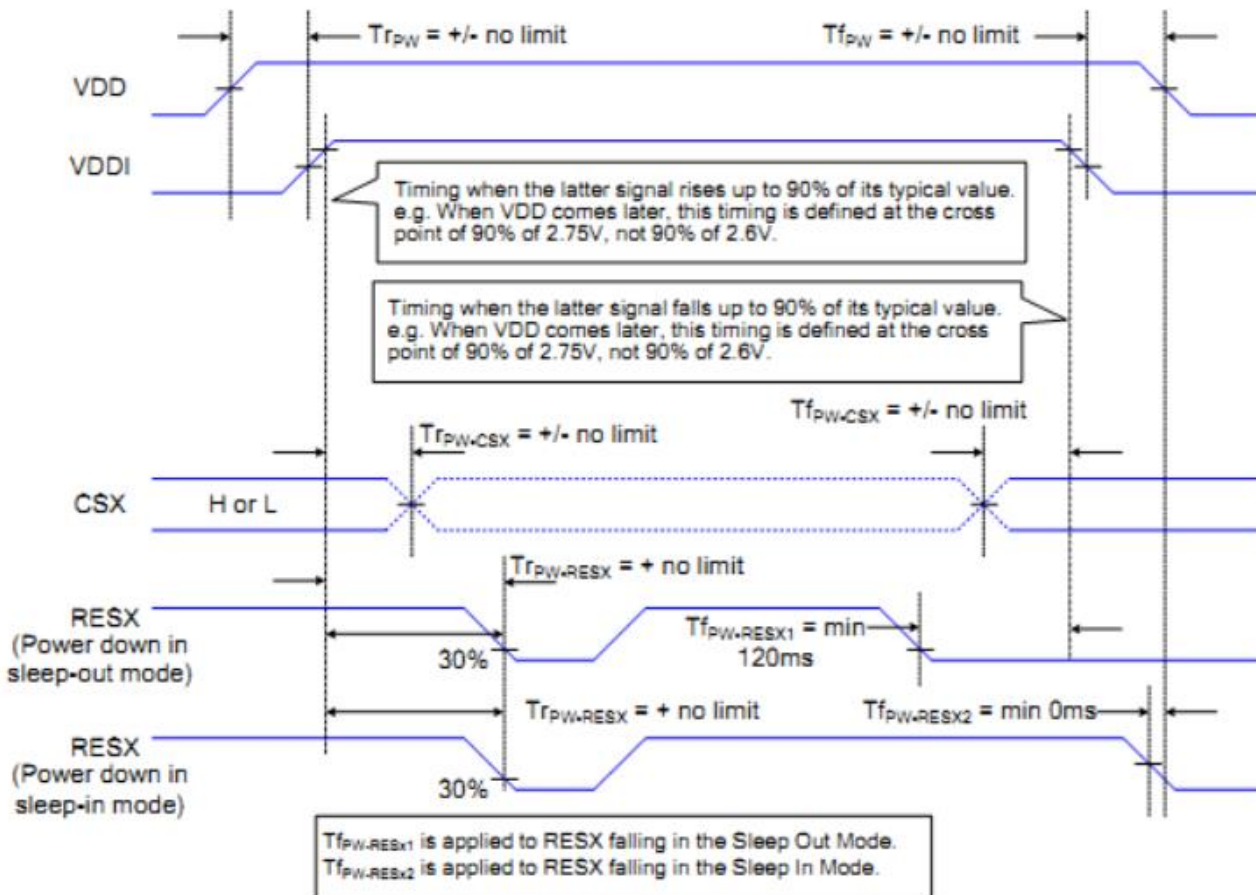 Tr_PW = +/- no limit
Tf_PW = +/- no limit
VDD
VDDI
Timing when the latter signal rises up to 90% of its typical value.
e.g. When VDD comes later, this timing is defined at the cross
point of 90% of 2.75V, not 90% of 2.6V.
Timing when the latter signal falls up to 90% of its typical value.
e.g. When VDD comes later, this timing is defined at the cross
point of 90% of 2.75V, not 90% of 2.6V.
Tf_PW-CSX = +/- no limit
Tr_PW-CSX = +/- no limit
CSX
H or L
Tr_PW-RESX = + no limit
RESX
(Power down in
sleep-out mode)
30%
Tf_PW-RESX1 = min
120ms
Tr_PW-RESX = + no limit
Tf_PW-RESX2 = min 0ms
RESX
(Power down in
sleep-in mode)
30%
Tf_PW-RESx1 is applied to RESX falling in the Sleep Out Mode.
Tf_PW-RESx2 is applied to RESX falling in the Sleep In Mode.